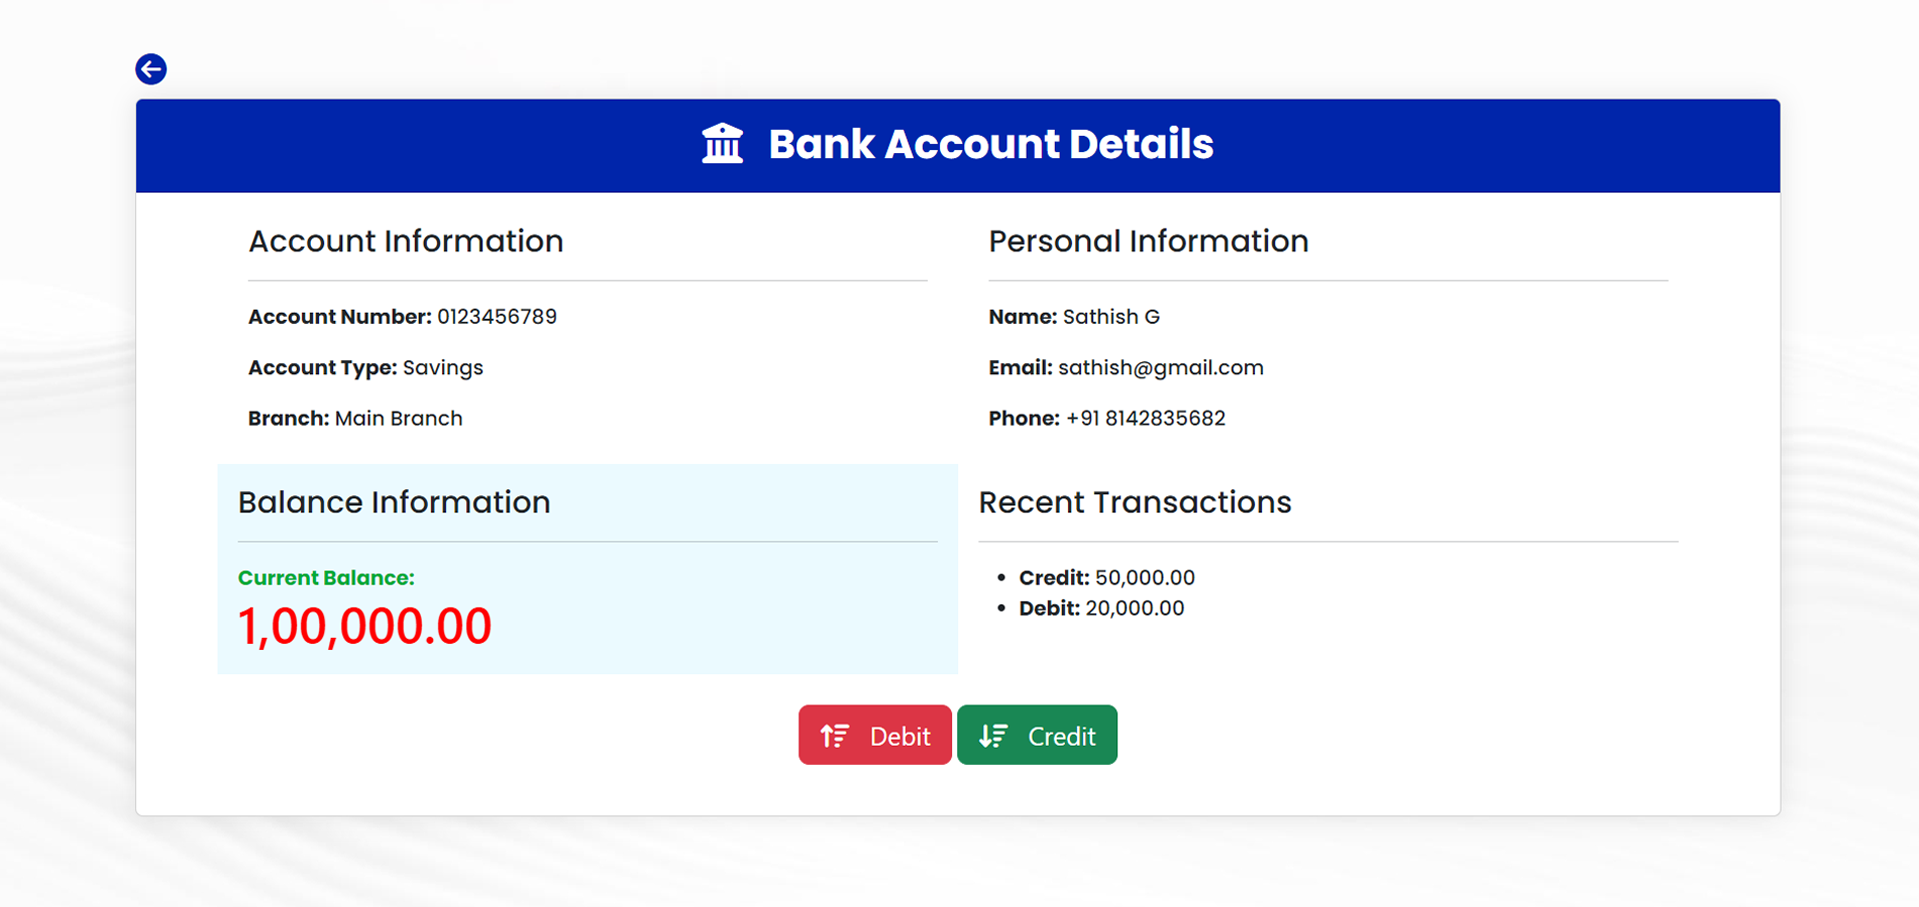 Bank Account Details
Account Information
Account Number: 0123456789
Account Type: Savings
Branch: Main Branch
Personal Information
Name: Sathish G
Email: sathish@gmail.com
Phone: +91 8142835682
Balance Information
Current Balance:
1,00,000.00
Recent Transactions
• Credit: 50,000.00
• Debit: 20,000.00
Debit
Credit